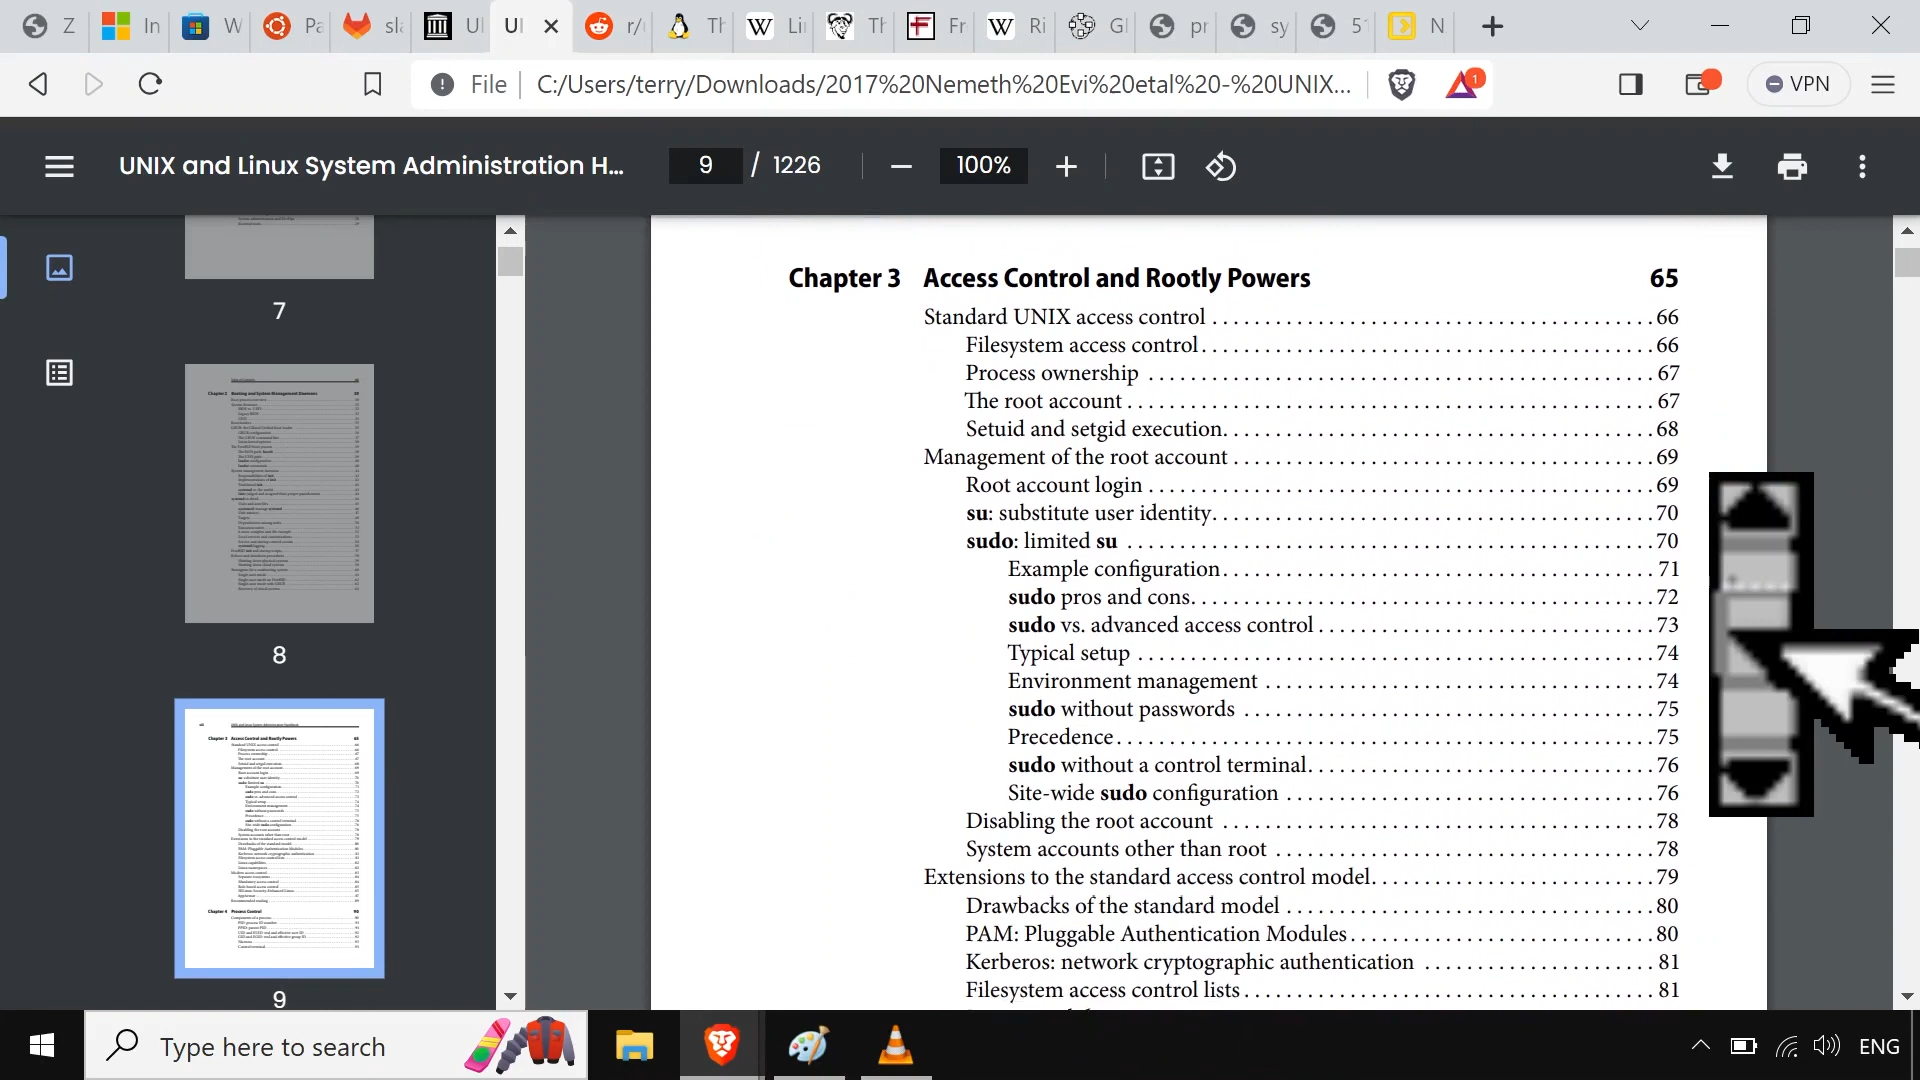 Z
In
W
Pa
sla
Ul
Ul
r/
Th
Li
Th
Fr
Ri
Gl
pr
sy
51
N
File
C:/Users/terry/Downloads/2017%20Nemeth%20Evi%20etal%20-%20UNIX...
1
VPN
UNIX and Linux System Administration H...
9 / 1226
100%
7
8
9
Chapter 3 Access Control and Rootly Powers 65
Standard UNIX access control 66
Filesystem access control 66
Process ownership 67
The root account 67
Setuid and setgid execution 68
Management of the root account 69
Root account login 69
su: substitute user identity 70
sudo: limited su 70
Example configuration 71
sudo pros and cons 72
sudo vs. advanced access control 73
Typical setup 74
Environment management 74
sudo without passwords 75
Precedence 75
sudo without a control terminal 76
Site-wide sudo configuration 76
Disabling the root account 78
System accounts other than root 78
Extensions to the standard access control model 79
Drawbacks of the standard model 80
PAM: Pluggable Authentication Modules 80
Kerberos: network cryptographic authentication 81
Filesystem access control lists 81
Type here to search
ENG